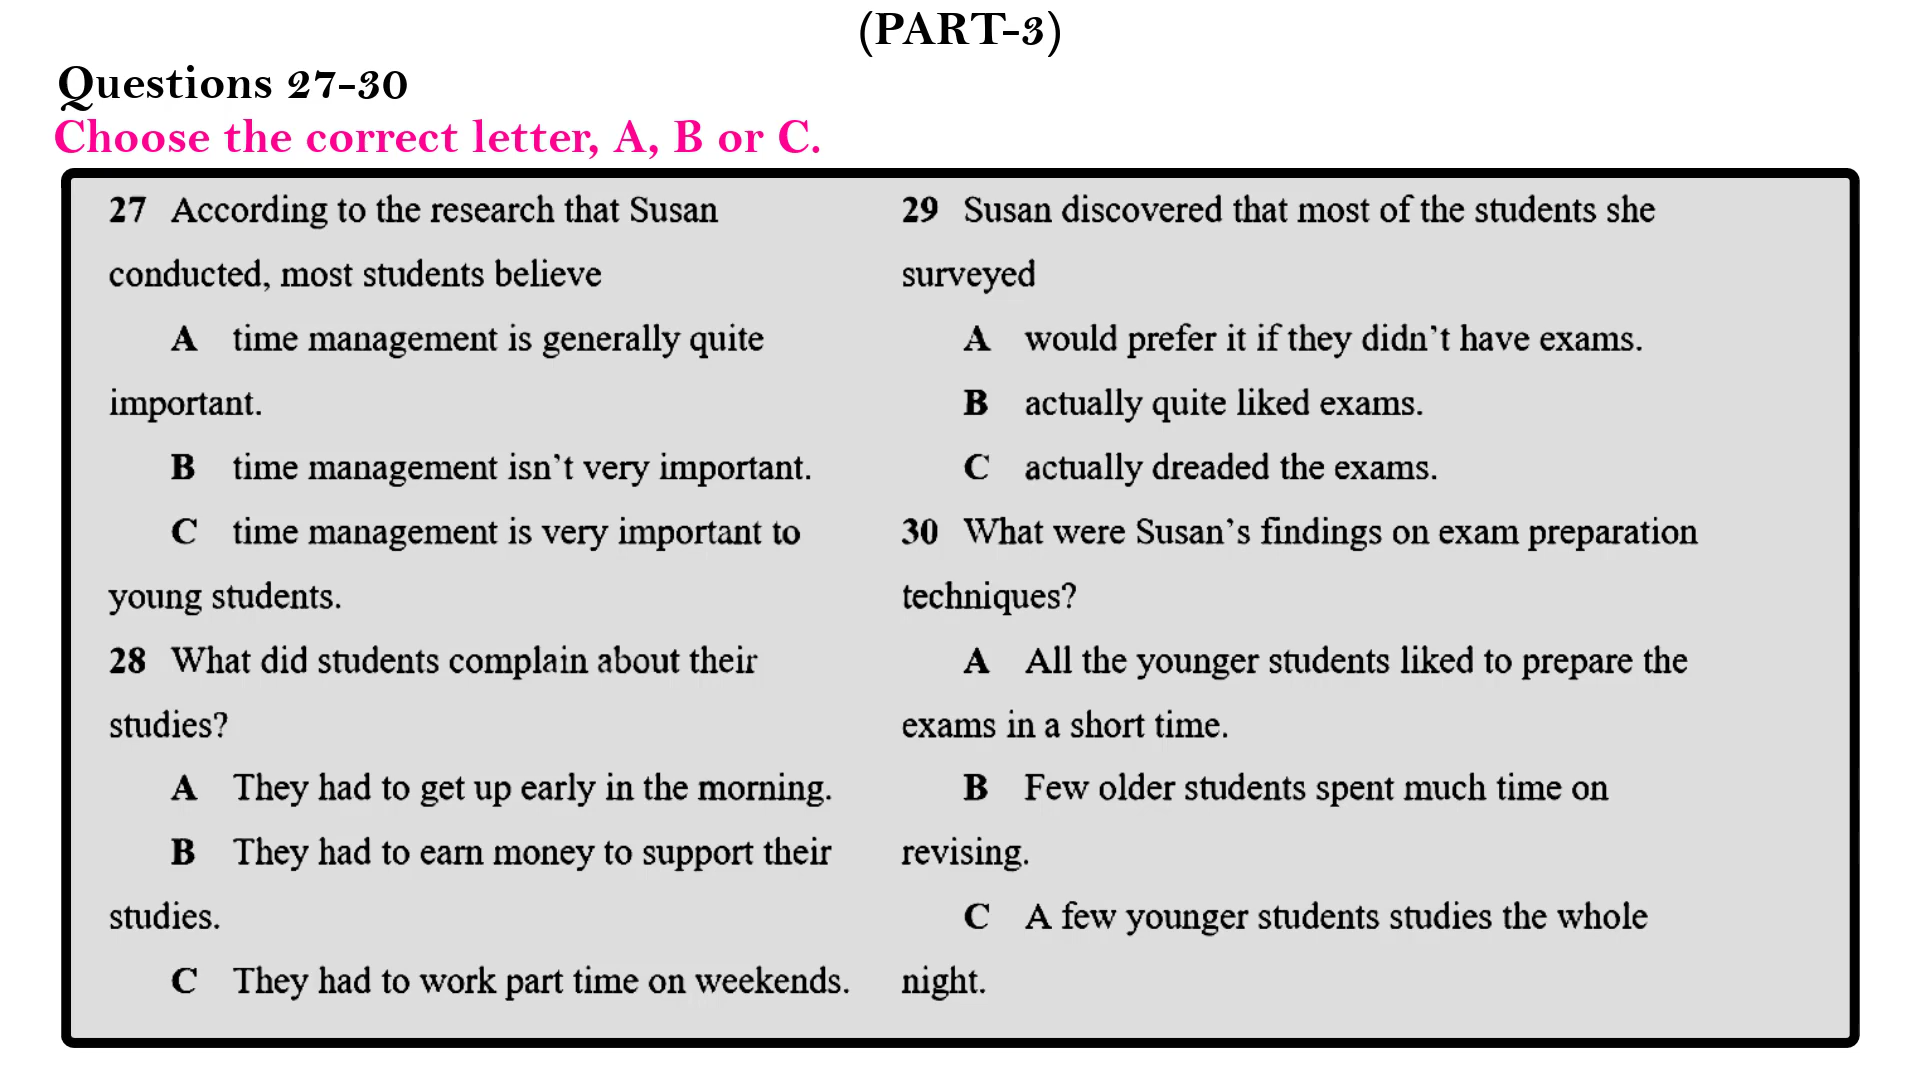 (PART-3)
Questions 27-30
Choose the correct letter, A, B or C.
27 According to the research that Susan
conducted, most students believe
A time management is generally quite
important.
B time management isn't very important.
C time management is very important to
young students.
28 What did students complain about their
studies?
A They had to get up early in the morning.
B They had to earn money to support their
studies.
C They had to work part time on weekends.
29 Susan discovered that most of the students she
surveyed
A would prefer it if they didn't have exams.
B actually quite liked exams.
C actually dreaded the exams.
30 What were Susan's findings on exam preparation
techniques?
A All the younger students liked to prepare the
exams in a short time.
B Few older students spent much time on
revising.
C A few younger students studies the whole
night.